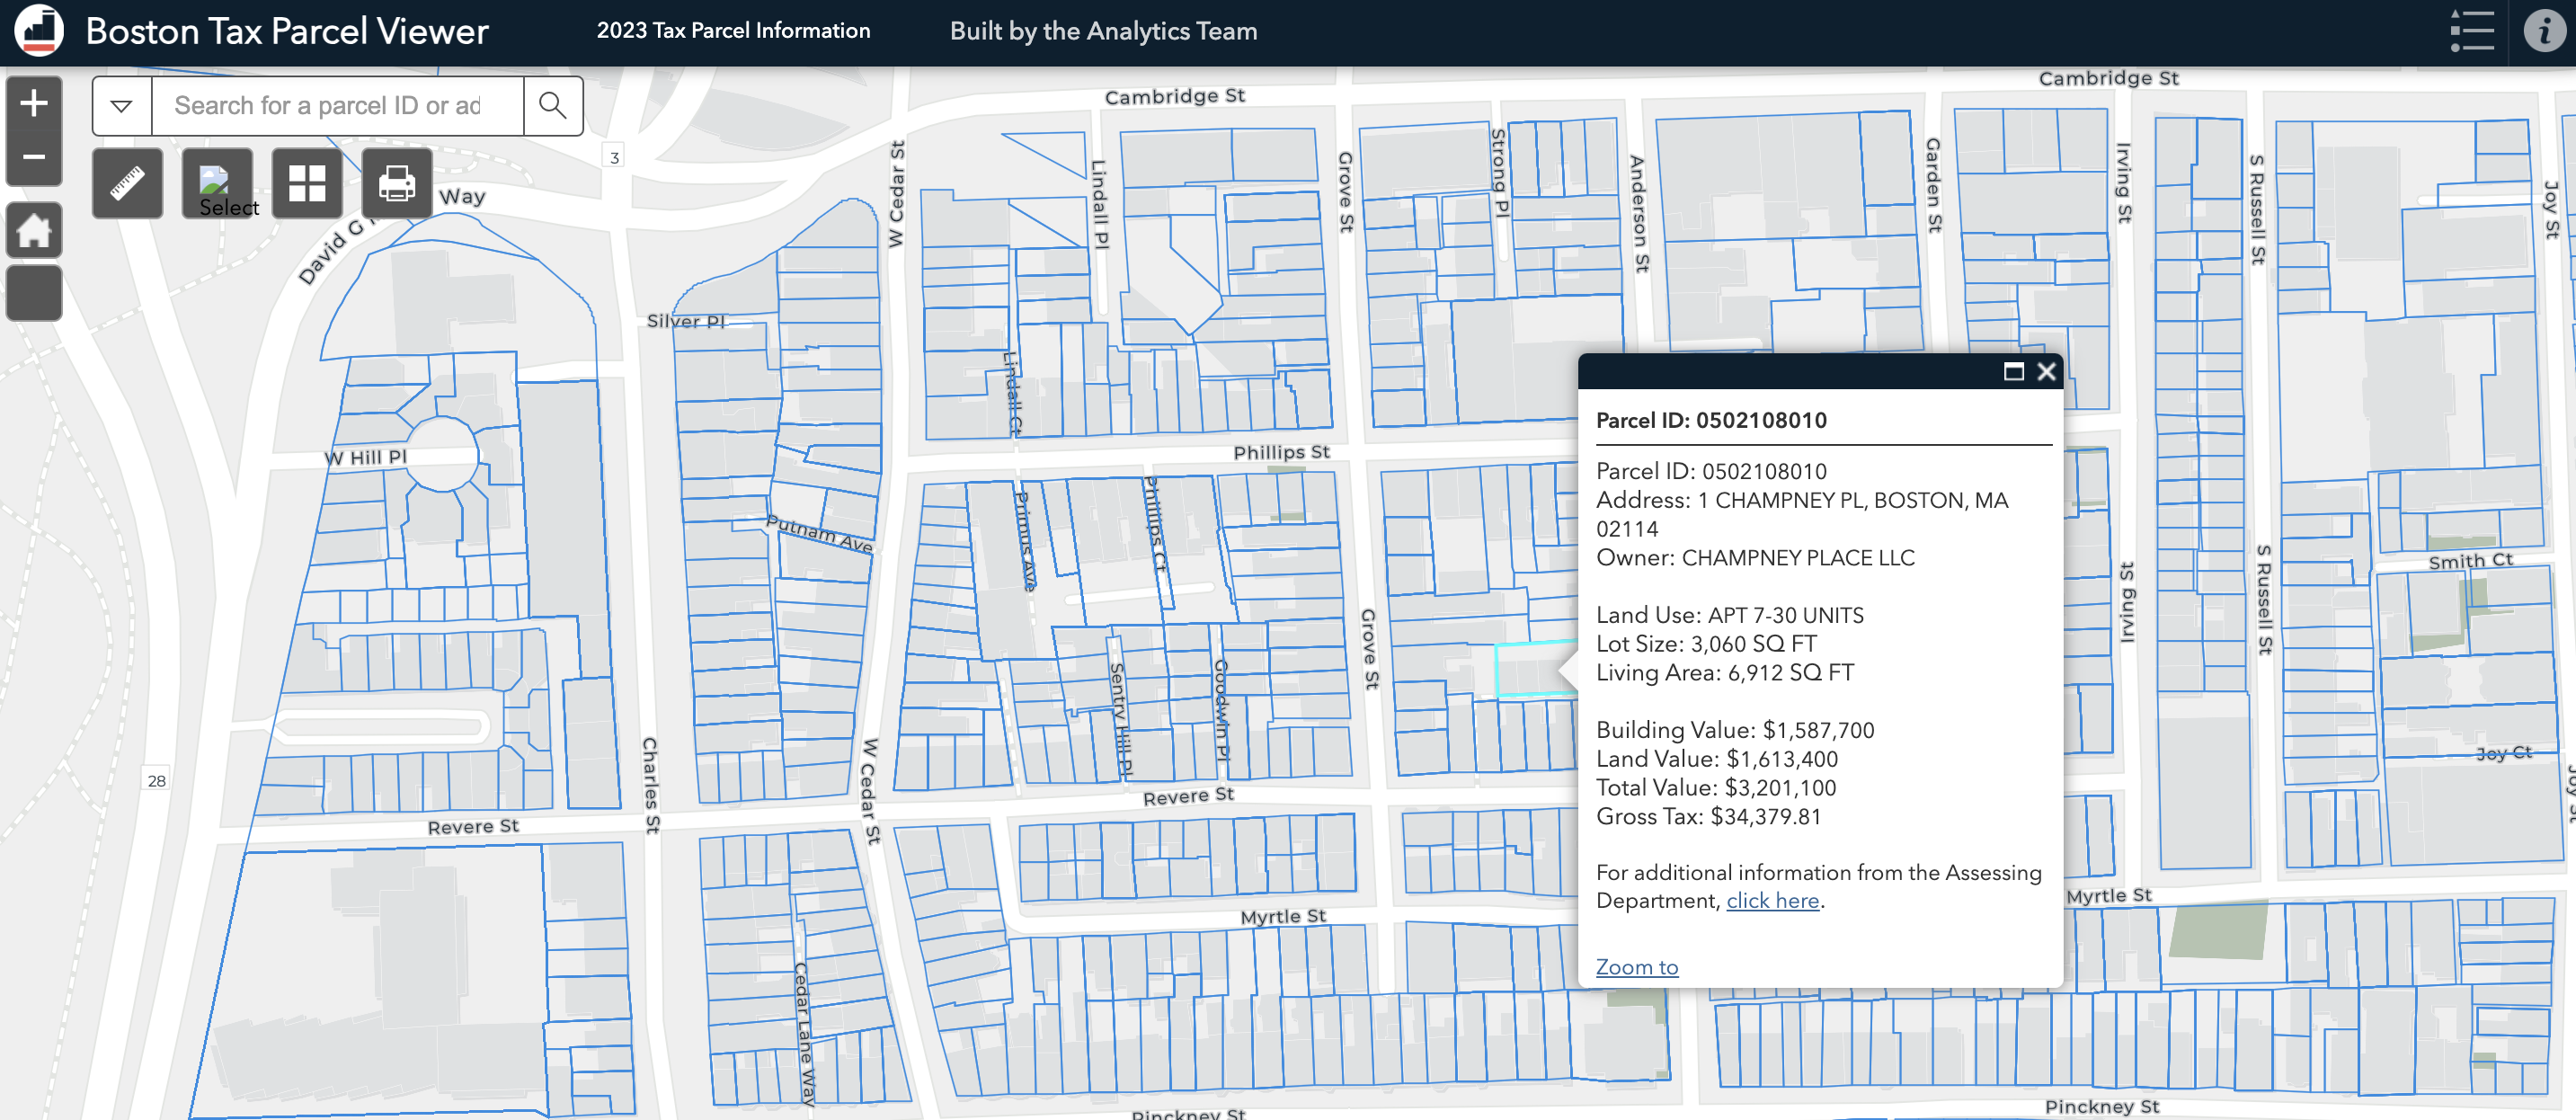 Boston Tax Parcel Viewer
2023 Tax Parcel Information
Built by the Analytics Team
Search for a parcel ID or ad
Select
Way
David G
3
28
Cambridge St
Cambridge St
W Cedar St
Lindall Pl
Grove St
Strong Pl
Anderson St
Garden St
Irving St
S Russell St
Joy St
Silver Pl
Lindall Ct
W Hill Pl
Phillips St
Putnam Ave
Primus Ave
Phillips Ct
Grove St
Irving St
S Russell St
Smith Ct
Sentry Hill Pl
Goodwin Pl
Charles St
W Cedar St
Joy Ct
Joy St
Revere St
Revere St
Myrtle St
Myrtle St
Cedar Lane Way
Pinckney St
Pinckney St
Parcel ID: 0502108010
Parcel ID: 0502108010
Address: 1 CHAMPNEY PL, BOSTON, MA
02114
Owner: CHAMPNEY PLACE LLC
Land Use: APT 7-30 UNITS
Lot Size: 3,060 SQ FT
Living Area: 6,912 SQ FT
Building Value: $1,587,700
Land Value: $1,613,400
Total Value: $3,201,100
Gross Tax: $34,379.81
For additional information from the Assessing
Department, click here.
Zoom to